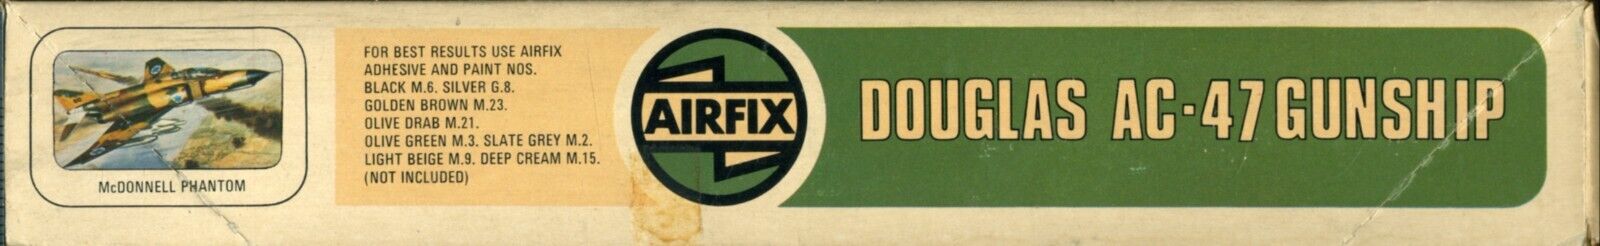 McDONNELL PHANTOM
FOR BEST RESULTS USE AIRFIX
ADHESIVE AND PAINT NOS.
BLACK M.6. SILVER G.8.
GOLDEN BROWN M.23.
OLIVE DRAB M.21.
OLIVE GREEN M.3. SLATE GREY M.2.
LIGHT BEIGE M.9. DEEP CREAM M.15.
(NOT INCLUDED)
AIRFIX
DOUGLAS AC-47 GUNSHIP